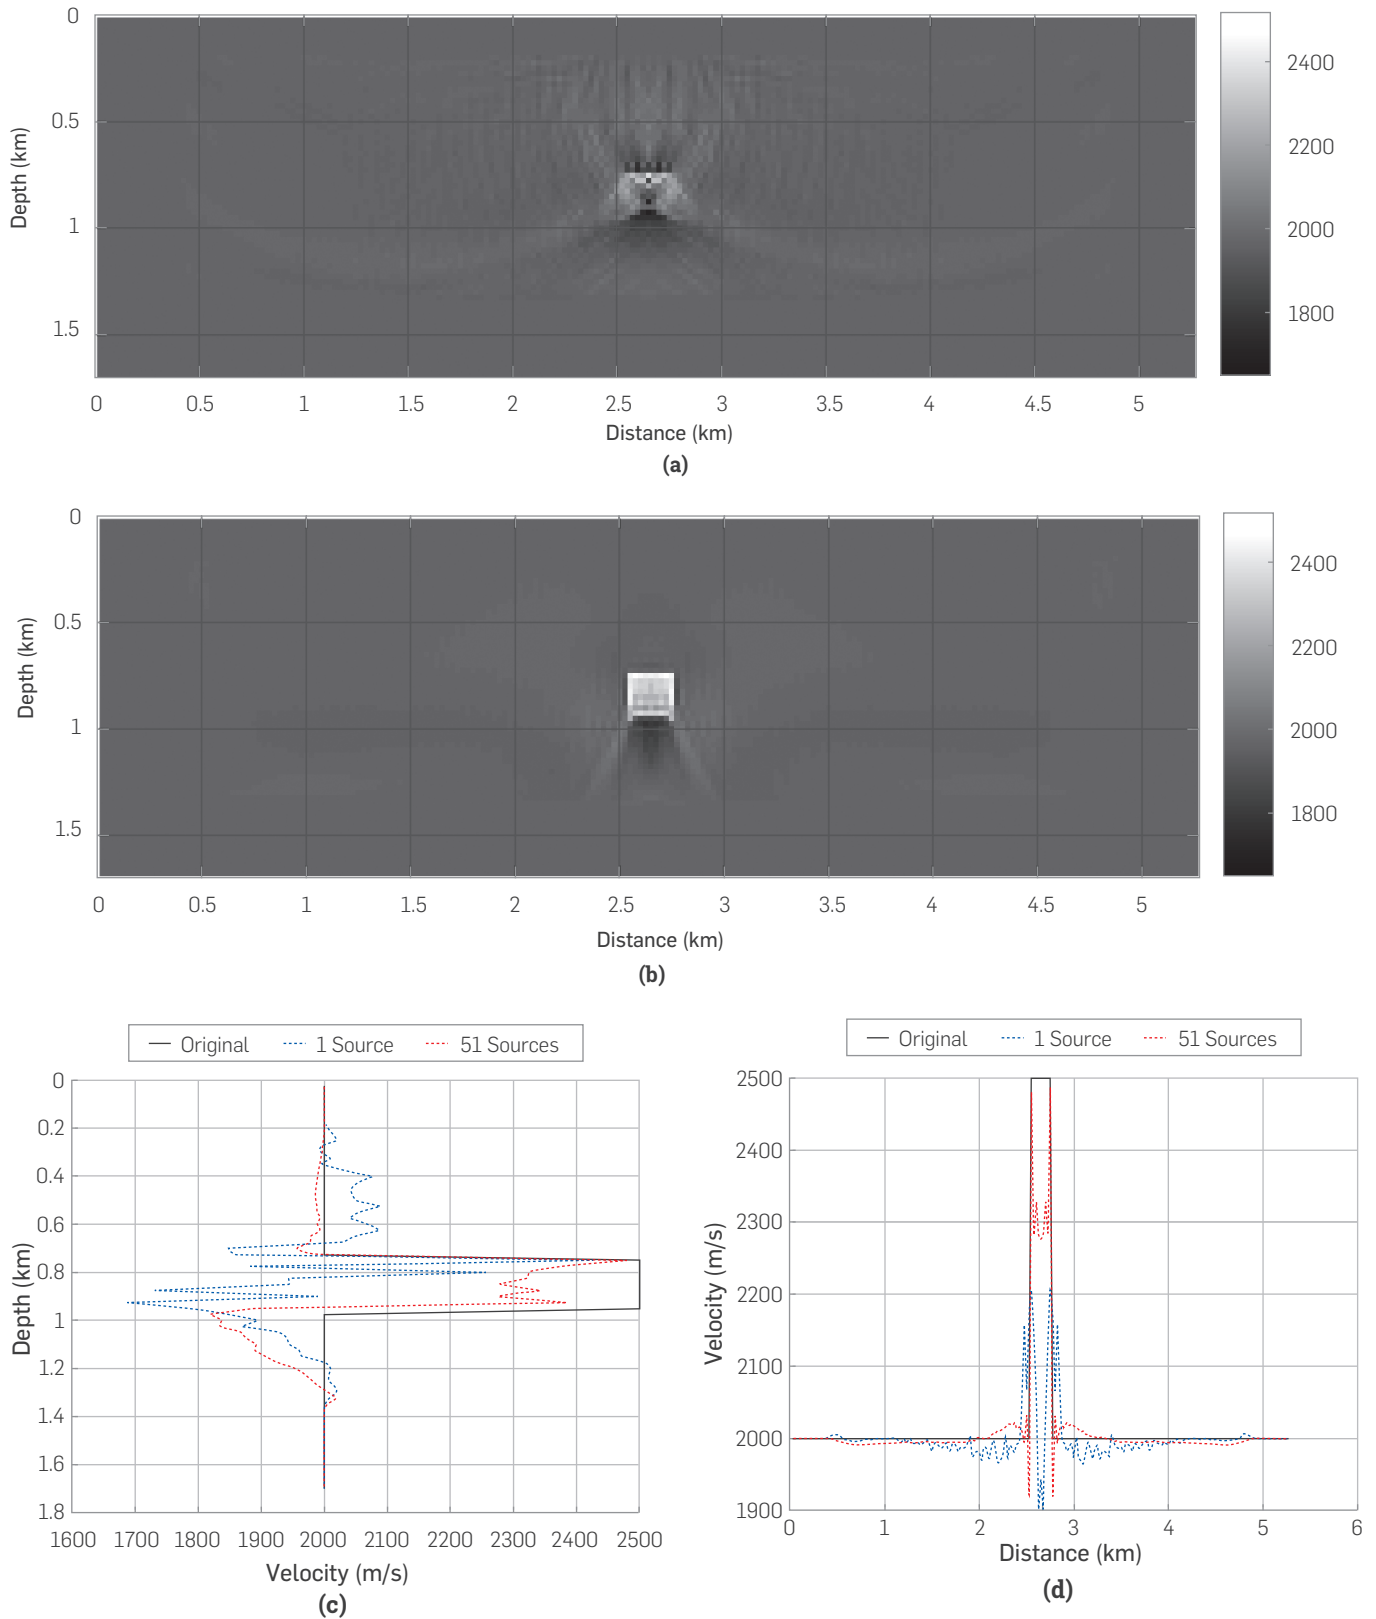 0
0.5
1
1.5
Depth (km)
0 0.5 1 1.5 2 2.5 3 3.5 4 4.5 5
Distance (km)
2400
2200
2000
1800
(a)
0
0.5
1
1.5
Depth (km)
0 0.5 1 1.5 2 2.5 3 3.5 4 4.5 5
Distance (km)
2400
2200
2000
1800
(b)
Original 1 Source 51 Sources
0
0.2
0.4
0.6
0.8
1
1.2
1.4
1.6
1.8
Depth (km)
1600 1700 1800 1900 2000 2100 2200 2300 2400 2500
Velocity (m/s)
(c)
Original 1 Source 51 Sources
2500
2400
2300
2200
2100
2000
1900
Velocity (m/s)
0 1 2 3 4 5 6
Distance (km)
(d)